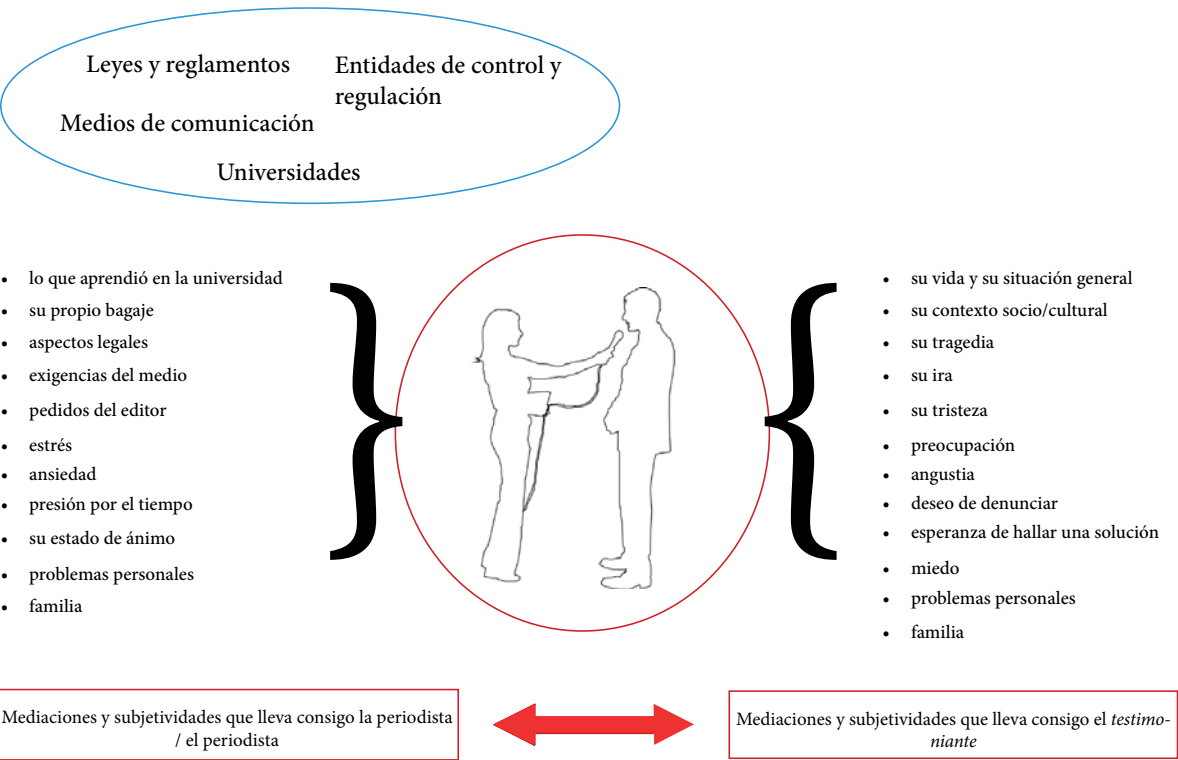 Leyes y reglamentos
Entidades de control y
regulación
Medios de comunicación
Universidades
• lo que aprendió en la universidad
• su propio bagaje
• aspectos legales
• exigencias del medio
• pedidos del editor
• estrés
• ansiedad
• presión por el tiempo
• su estado de ánimo
• problemas personales
• familia
• su vida y su situación general
• su contexto socio/cultural
• su tragedia
• su ira
• su tristeza
• preocupación
• angustia
• deseo de denunciar
• esperanza de hallar una solución
• miedo
• problemas personales
• familia
Mediaciones y subjetividades que lleva consigo la periodista
/ el periodista
Mediaciones y subjetividades que lleva consigo el testimo-
niante